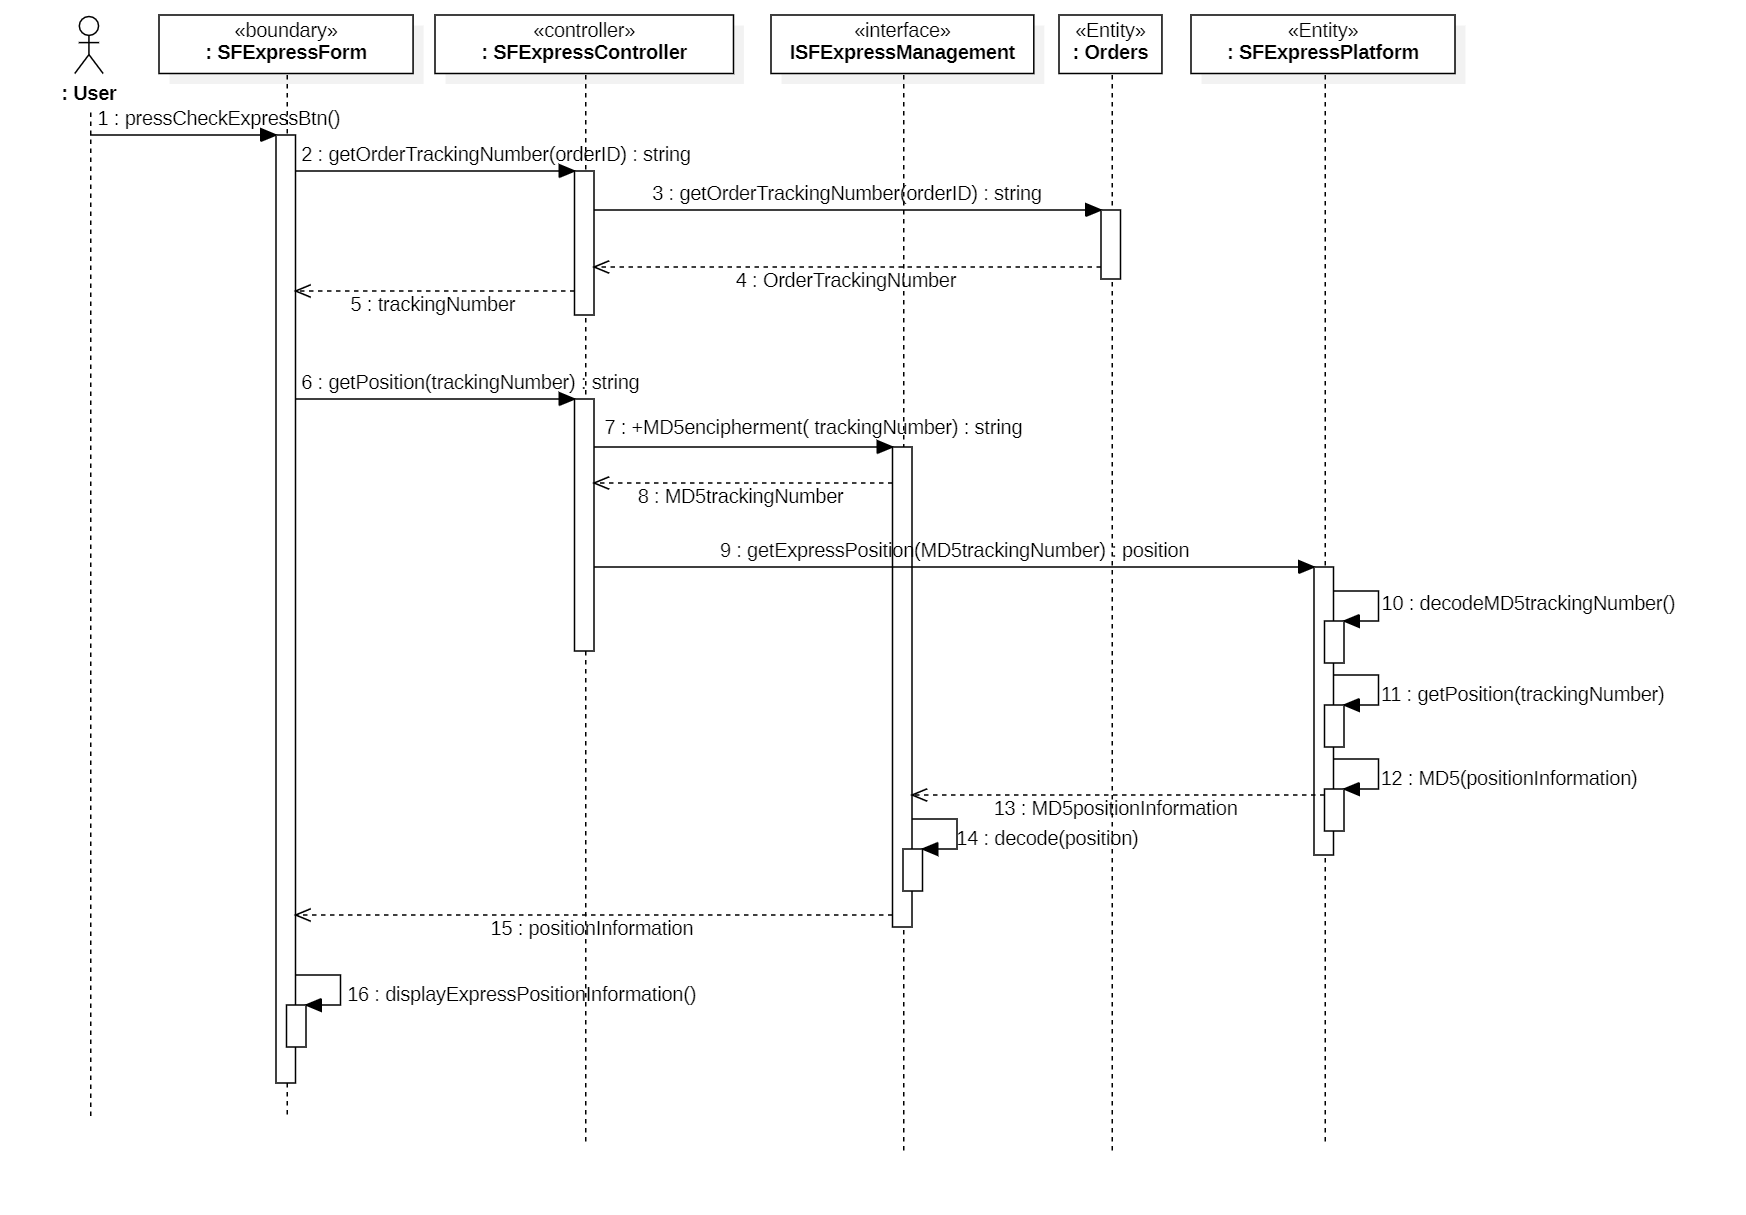 «boundary»
: SFExpressForm
«controller»
: SFExpressController
«interface»
ISFExpressManagement
«Entity»
: Orders
«Entity»
: SFExpressPlatform
: User
1 : pressCheckExpressBtn()
2 : getOrderTrackingNumber(orderID) : string
3 : getOrderTrackingNumber(orderID) : string
4 : OrderTrackingNumber
5 : trackingNumber
6 : getPosition(trackingNumber) : string
7 : +MD5encipherment( trackingNumber) : string
8 : MD5trackingNumber
9 : getExpressPosition(MD5trackingNumber) : position
10 : decodeMD5trackingNumber()
11 : getPosition(trackingNumber)
12 : MD5(positionInformation)
13 : MD5positionInformation
14 : decode(position)
15 : positionInformation
16 : displayExpressPositionInformation()